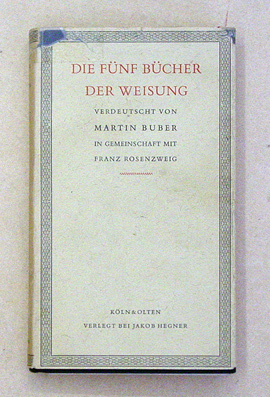 DIE FÜNF BÜCHER
DER WEISUNG
VERDEUTSCHT VON
MARTIN BUBER
IN GEMEINSCHAFT MIT
FRANZ ROSENZWEIG
KÖLN & OLTEN
VERLEGT BEI JAKOB HEGNER